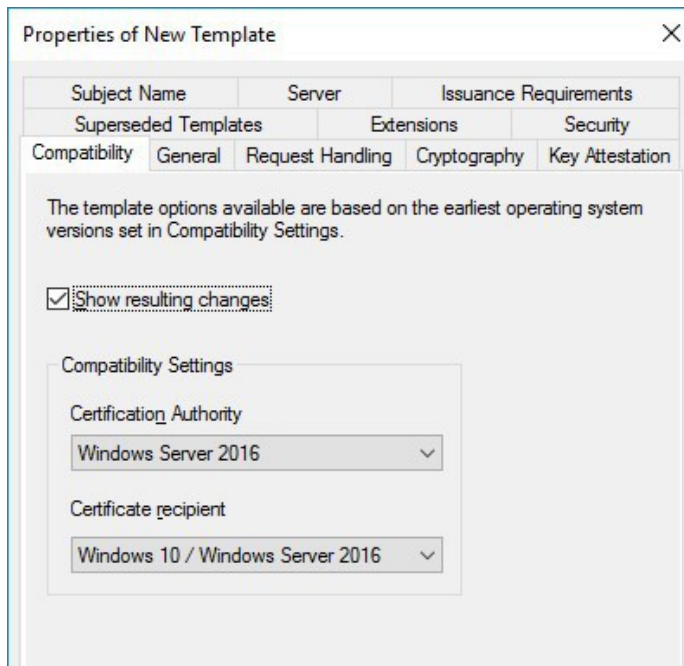 Properties of New Template
Subject Name Server Issuance Requirements
Superseded Templates Extensions Security
Compatibility General Request Handling Cryptography Key Attestation
The template options available are based on the earliest operating system
versions set in Compatibility Settings.
Show resulting changes
Compatibility Settings
Certification Authority
Windows Server 2016
Certificate recipient
Windows 10 / Windows Server 2016